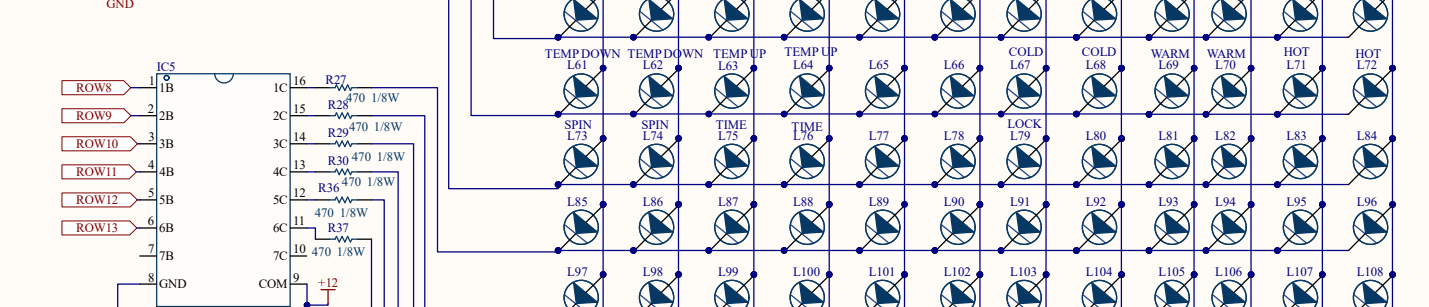 GND
IC5
ROW8 1 1B 1C 16 R27 470 1/8W
ROW9 2 2B 2C 15 R28 470 1/8W
ROW10 3 3B 3C 14 R29 470 1/8W
ROW11 4 4B 4C 13 R30 470 1/8W
ROW12 5 5B 5C 12 R36 470 1/8W
ROW13 6 6B 6C 11 R37 470 1/8W
7 7B 7C 10
8 GND COM 9 +12
TEMP DOWN TEMP DOWN TEMP UP TEMP UP COLD COLD WARM WARM HOT HOT
L61 L62 L63 L64 L65 L66 L67 L68 L69 L70 L71 L72
SPIN SPIN TIME TIME LOCK
L73 L74 L75 L76 L77 L78 L79 L80 L81 L82 L83 L84
L85 L86 L87 L88 L89 L90 L91 L92 L93 L94 L95 L96
L97 L98 L99 L100 L101 L102 L103 L104 L105 L106 L107 L108